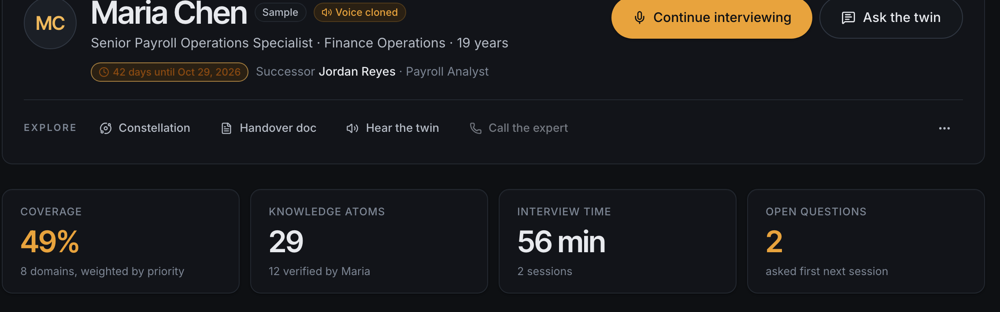 MC
Maria Chen
Sample
Voice cloned
Continue interviewing
Ask the twin
Senior Payroll Operations Specialist · Finance Operations · 19 years
42 days until Oct 29, 2026
Successor Jordan Reyes · Payroll Analyst
EXPLORE
Constellation
Handover doc
Hear the twin
Call the expert
COVERAGE
49%
8 domains, weighted by priority
KNOWLEDGE ATOMS
29
12 verified by Maria
INTERVIEW TIME
56 min
2 sessions
OPEN QUESTIONS
2
asked first next session